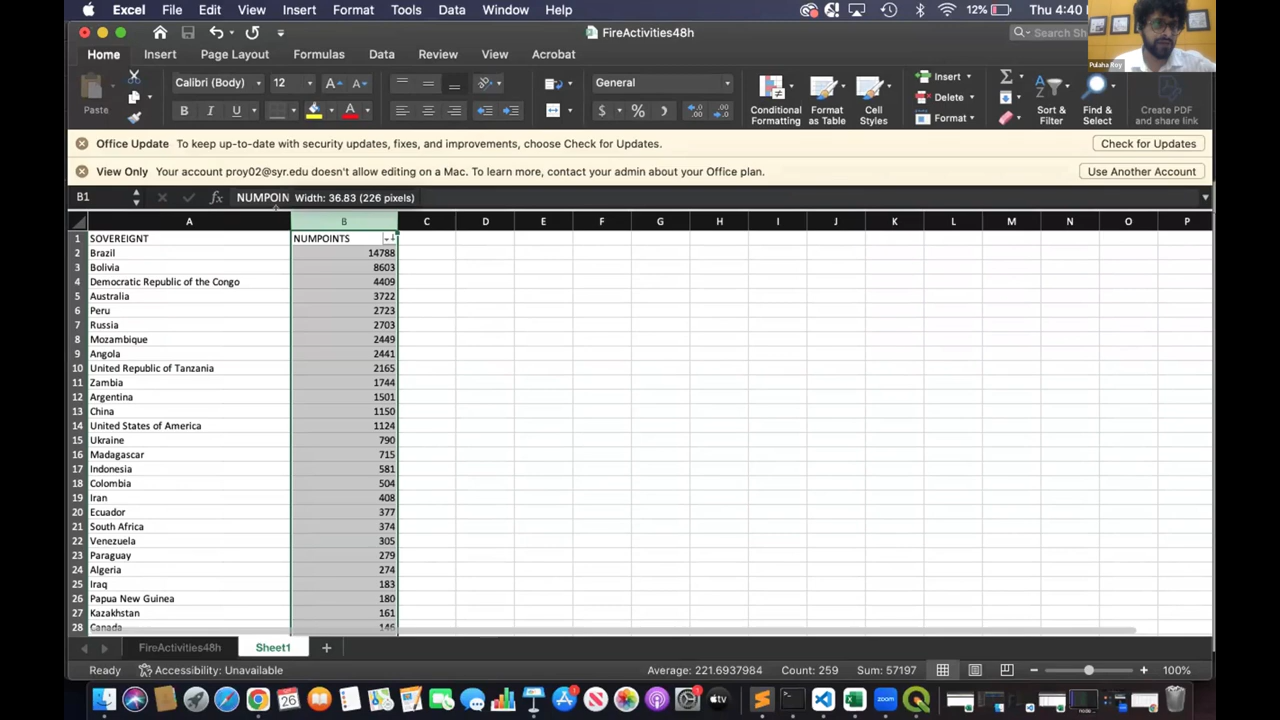 Excel File Edit View Insert Format Tools Data Window Help 12% Thu 4:40
FireActivities48h Search Sh
Home Insert Draw Page Layout Formulas Data Review View Acrobat
Pulaha Roy
Paste Calibri (Body) 12 A A General Conditional Formatting Format as Table Cell Styles Insert Delete Format Sort & Filter Find & Select Create PDF and share link
B I U A $ %
Office Update To keep up-to-date with security updates, fixes, and improvements, choose Check for Updates. Check for Updates
View Only Your account proy02@syr.edu doesn't allow editing on a Mac. To learn more, contact your admin about your Office plan. Use Another Account
B1 fx NUMPOIN Width: 36.83 (226 pixels)
A B C D E F G H I J K L M N O P
1 SOVEREIGNT NUMPOINTS
2 Brazil 14788
3 Bolivia 8603
4 Democratic Republic of the Congo 4409
5 Australia 3722
6 Peru 2723
7 Russia 2703
8 Mozambique 2449
9 Angola 2441
10 United Republic of Tanzania 2165
11 Zambia 1744
12 Argentina 1501
13 China 1150
14 United States of America 1124
15 Ukraine 790
16 Madagascar 715
17 Indonesia 581
18 Colombia 504
19 Iran 408
20 Ecuador 377
21 South Africa 374
22 Venezuela 305
23 Paraguay 279
24 Algeria 274
25 Iraq 183
26 Papua New Guinea 180
27 Kazakhstan 161
28 Canada 146
FireActivities48h Sheet1 +
Ready Accessibility: Unavailable Average: 221.6937984 Count: 259 Sum: 57197 100%
26 tv zoom